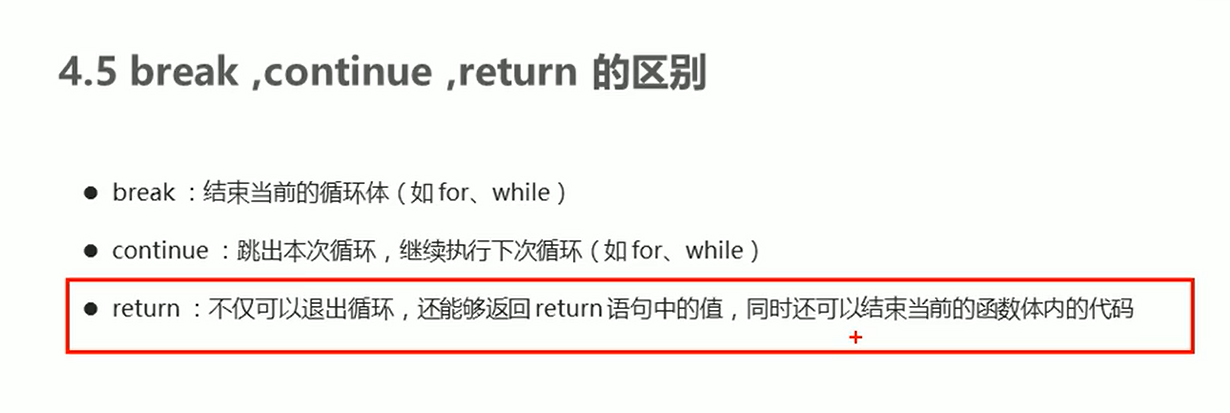 4.5 break ,continue ,return 的区别
● break ：结束当前的循环体（如 for、while）
● continue ：跳出本次循环，继续执行下次循环（如 for、while）
● return ：不仅可以退出循环，还能够返回 return 语句中的值，同时还可以结束当前的函数体内的代码